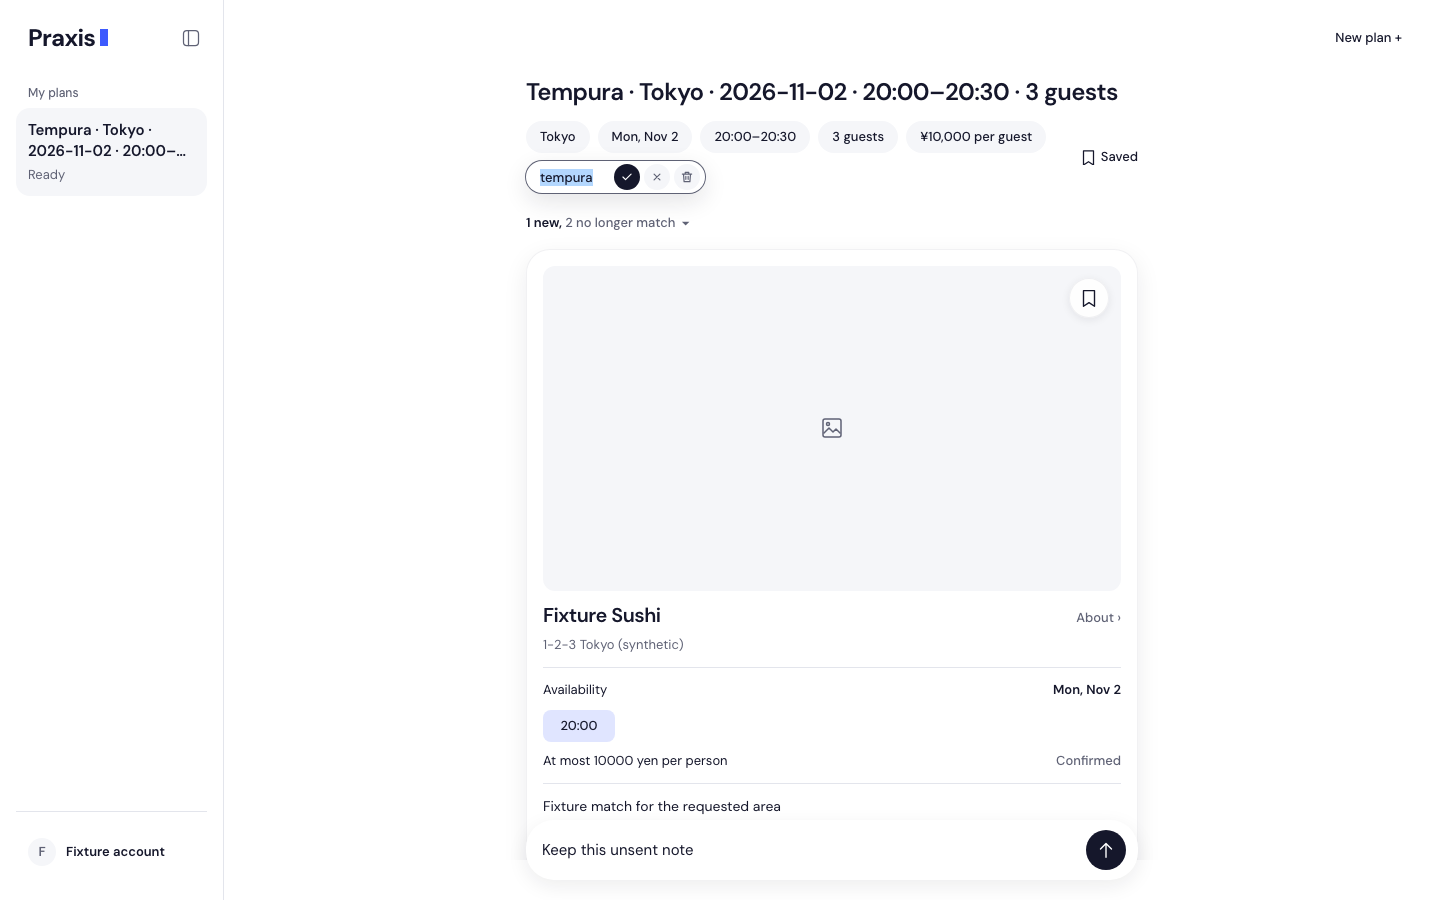 Praxis
New plan +
My plans
Tempura · Tokyo ·
2026-11-02 · 20:00–...
Ready
Tempura · Tokyo · 2026-11-02 · 20:00–20:30 · 3 guests
Tokyo
Mon, Nov 2
20:00–20:30
3 guests
¥10,000 per guest
tempura
Saved
1 new, 2 no longer match
Fixture Sushi
About ›
1-2-3 Tokyo (synthetic)
Availability
Mon, Nov 2
20:00
At most 10000 yen per person
Confirmed
Fixture match for the requested area
Keep this unsent note
F
Fixture account